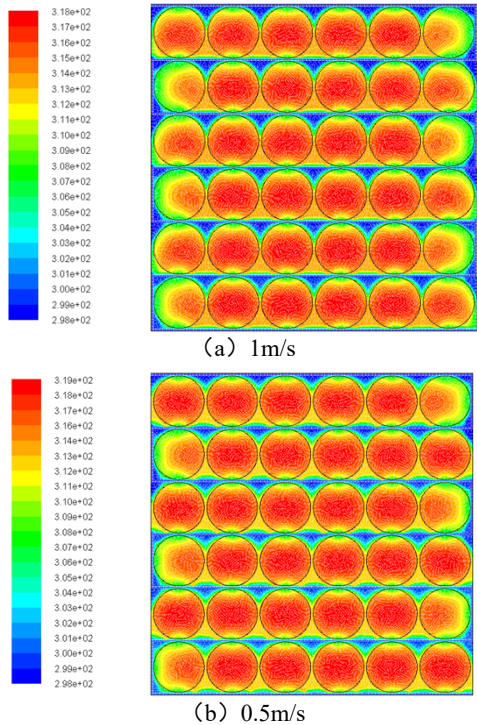 3.18e+02
3.17e+02
3.16e+02
3.15e+02
3.14e+02
3.13e+02
3.12e+02
3.11e+02
3.10e+02
3.09e+02
3.08e+02
3.07e+02
3.06e+02
3.05e+02
3.04e+02
3.03e+02
3.02e+02
3.01e+02
3.00e+02
2.99e+02
2.98e+02
（a）1m/s
3.19e+02
3.18e+02
3.17e+02
3.16e+02
3.14e+02
3.13e+02
3.12e+02
3.11e+02
3.10e+02
3.09e+02
3.08e+02
3.07e+02
3.06e+02
3.05e+02
3.04e+02
3.03e+02
3.02e+02
3.01e+02
3.00e+02
2.99e+02
2.98e+02
（b）0.5m/s